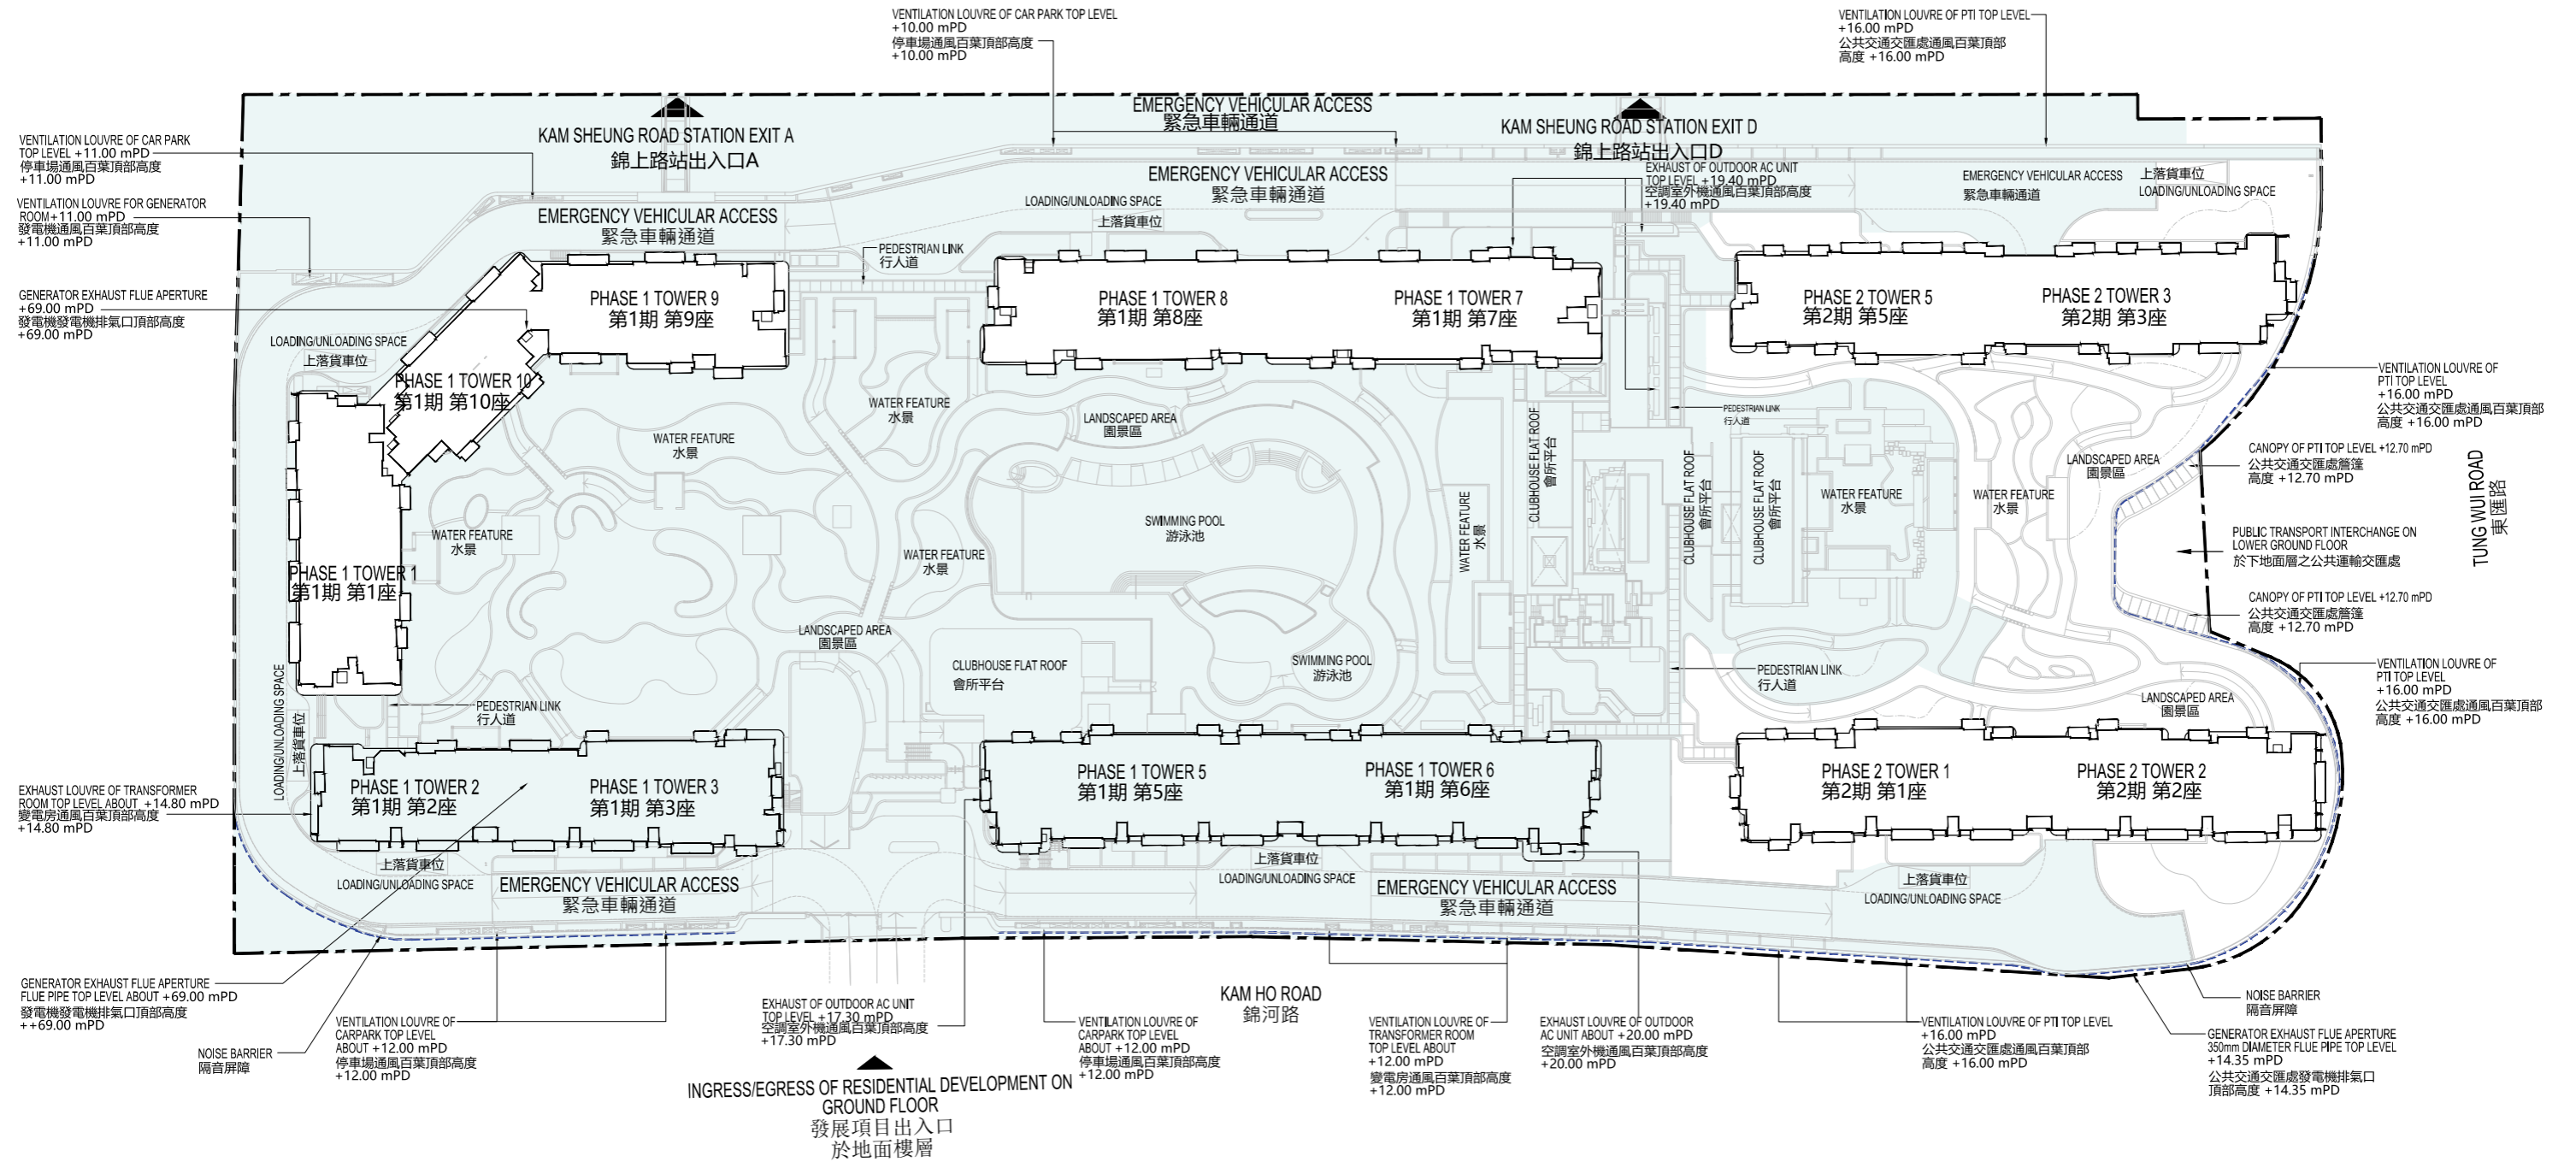 VENTILATION LOUVRE OF CAR PARK TOP LEVEL
+10.00 mPD
停車場通風百葉頂部高度
+10.00 mPD
VENTILATION LOUVRE OF PTI TOP LEVEL
+16.00 mPD
公共交通交匯處通風百葉頂部
高度 +16.00 mPD
EMERGENCY VEHICULAR ACCESS
緊急車輛通道
KAM SHEUNG ROAD STATION EXIT A
錦上路站出入口A
KAM SHEUNG ROAD STATION EXIT D
錦上路站出入口D
VENTILATION LOUVRE OF CAR PARK
TOP LEVEL +11.00 mPD
停車場通風百葉頂部高度
+11.00 mPD
EMERGENCY VEHICULAR ACCESS
緊急車輛通道
EXHAUST OF OUTDOOR AC UNIT
TOP LEVEL +19.40 mPD
空調室外機通風百葉頂部高度
+19.40 mPD
EMERGENCY VEHICULAR ACCESS
緊急車輛通道
上落貨車位
LOADING/UNLOADING SPACE
VENTILATION LOUVRE FOR GENERATOR
ROOM+11.00 mPD
發電機通風百葉頂部高度
+11.00 mPD
EMERGENCY VEHICULAR ACCESS
緊急車輛通道
LOADING/UNLOADING SPACE
上落貨車位
PEDESTRIAN LINK
行人道
GENERATOR EXHAUST FLUE APERTURE
+69.00 mPD
發電機發電機排氣口頂部高度
+69.00 mPD
PHASE 1 TOWER 9
第1期 第9座
PHASE 1 TOWER 8
第1期 第8座
PHASE 1 TOWER 7
第1期 第7座
PHASE 2 TOWER 5
第2期 第5座
PHASE 2 TOWER 3
第2期 第3座
LOADING/UNLOADING SPACE
上落貨車位
PHASE 1 TOWER 10
第1期 第10座
VENTILATION LOUVRE OF
PTI TOP LEVEL
+16.00 mPD
公共交通交匯處通風百葉頂部
高度 +16.00 mPD
WATER FEATURE
水景
WATER FEATURE
水景
LANDSCAPED AREA
園景區
CLUBHOUSE FLAT ROOF
會所平台
PEDESTRIAN LINK
行人道
CLUBHOUSE FLAT ROOF
會所平台
CLUBHOUSE FLAT ROOF
會所平台
WATER FEATURE
水景
WATER FEATURE
水景
LANDSCAPED AREA
園景區
CANOPY OF PTI TOP LEVEL +12.70 mPD
公共交通交匯處簷篷
高度 +12.70 mPD
TUNG WUI ROAD
東匯路
WATER FEATURE
水景
WATER FEATURE
水景
SWIMMING POOL
游泳池
WATER FEATURE
水景
PUBLIC TRANSPORT INTERCHANGE ON
LOWER GROUND FLOOR
於下地面層之公共運輸交匯處
PHASE 1 TOWER 1
第1期 第1座
CANOPY OF PTI TOP LEVEL +12.70 mPD
公共交通交匯處簷篷
高度 +12.70 mPD
LANDSCAPED AREA
園景區
CLUBHOUSE FLAT ROOF
會所平台
SWIMMING POOL
游泳池
PEDESTRIAN LINK
行人道
VENTILATION LOUVRE OF
PTI TOP LEVEL
+16.00 mPD
公共交通交匯處通風百葉頂部
高度 +16.00 mPD
LOADING/UNLOADING SPACE
上落貨車位
PEDESTRIAN LINK
行人道
LANDSCAPED AREA
園景區
EXHAUST LOUVRE OF TRANSFORMER
ROOM TOP LEVEL ABOUT +14.80 mPD
變電房通風百葉頂部高度
+14.80 mPD
PHASE 1 TOWER 2
第1期 第2座
PHASE 1 TOWER 3
第1期 第3座
PHASE 1 TOWER 5
第1期 第5座
PHASE 1 TOWER 6
第1期 第6座
PHASE 2 TOWER 1
第2期 第1座
PHASE 2 TOWER 2
第2期 第2座
上落貨車位
LOADING/UNLOADING SPACE
EMERGENCY VEHICULAR ACCESS
緊急車輛通道
上落貨車位
LOADING/UNLOADING SPACE
EMERGENCY VEHICULAR ACCESS
緊急車輛通道
上落貨車位
LOADING/UNLOADING SPACE
GENERATOR EXHAUST FLUE APERTURE
FLUE PIPE TOP LEVEL ABOUT +69.00 mPD
發電機發電機排氣口頂部高度
++69.00 mPD
NOISE BARRIER
隔音屏障
VENTILATION LOUVRE OF
CARPARK TOP LEVEL
ABOUT +12.00 mPD
停車場通風百葉頂部高度
+12.00 mPD
EXHAUST OF OUTDOOR AC UNIT
TOP LEVEL +17.30 mPD
空調室外機通風百葉頂部高度
+17.30 mPD
VENTILATION LOUVRE OF
CARPARK TOP LEVEL
ABOUT +12.00 mPD
停車場通風百葉頂部高度
+12.00 mPD
KAM HO ROAD
錦河路
VENTILATION LOUVRE OF
TRANSFORMER ROOM
TOP LEVEL ABOUT
+12.00 mPD
變電房通風百葉頂部高度
+12.00 mPD
EXHAUST LOUVRE OF OUTDOOR
AC UNIT ABOUT +20.00 mPD
空調室外機通風百葉頂部高度
+20.00 mPD
VENTILATION LOUVRE OF PTI TOP LEVEL
+16.00 mPD
公共交通交匯處通風百葉頂部
高度 +16.00 mPD
NOISE BARRIER
隔音屏障
GENERATOR EXHAUST FLUE APERTURE
350mm DIAMETER FLUE PIPE TOP LEVEL
+14.35 mPD
公共交通交匯處發電機排氣口
頂部高度 +14.35 mPD
INGRESS/EGRESS OF RESIDENTIAL DEVELOPMENT ON
GROUND FLOOR
發展項目出入口
於地面樓層